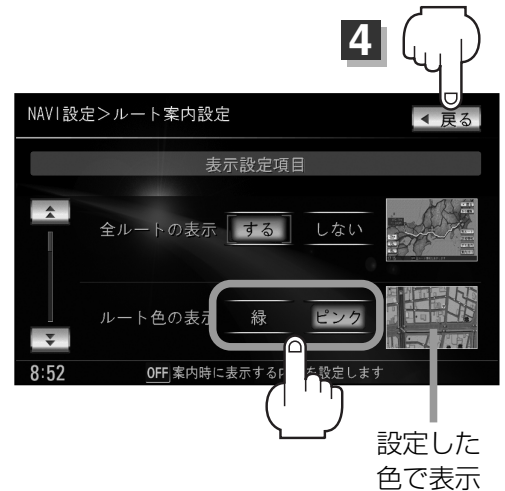 4
NAVI設定>ルート案内設定
◀ 戻る
表示設定項目
全ルートの表示 する しない
ルート色の表示 緑 ピンク
8:52 OFF 案内時に表示する を設定します
設定した
色で表示